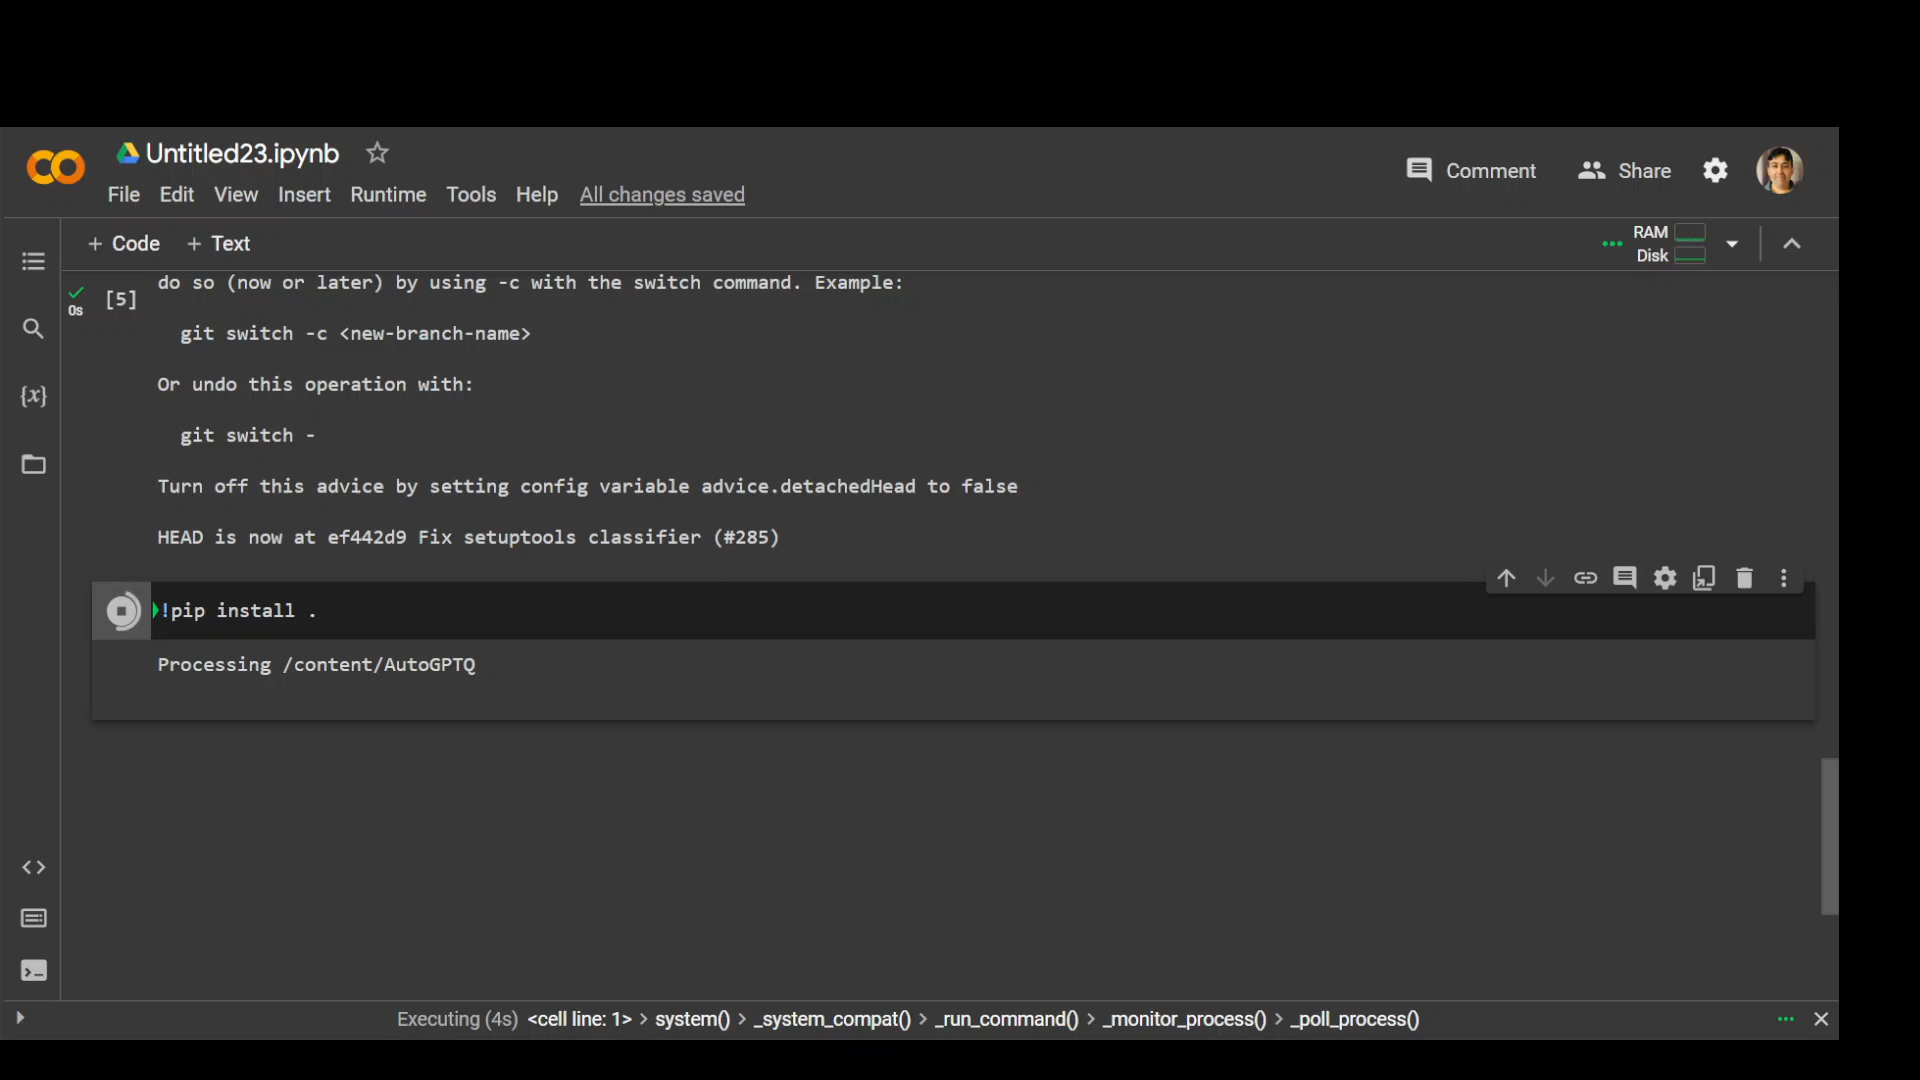 Untitled23.ipynb
File Edit View Insert Runtime Tools Help All changes saved
Comment Share
+ Code + Text
RAM
Disk
0s
[5]
do so (now or later) by using -c with the switch command. Example:
git switch -c <new-branch-name>
Or undo this operation with:
git switch -
Turn off this advice by setting config variable advice.detachedHead to false
HEAD is now at ef442d9 Fix setuptools classifier (#285)
!pip install .
Processing /content/AutoGPTQ
Executing (4s) <cell line: 1> > system() > _system_compat() > _run_command() > _monitor_process() > _poll_process()